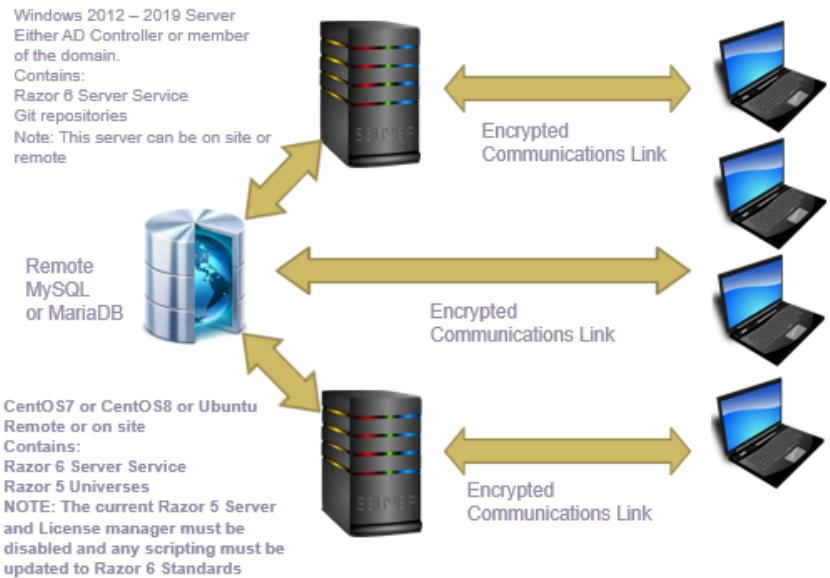 Windows 2012 – 2019 Server
Either AD Controller or member
of the domain.
Contains:
Razor 6 Server Service
Git repositories
Note: This server can be on site or
remote
SERVER
Encrypted
Communications Link
Remote
MySQL
or MariaDB
Encrypted
Communications Link
CentOS7 or CentOS8 or Ubuntu
Remote or on site
Contains:
Razor 6 Server Service
Razor 5 Universes
NOTE: The current Razor 5 Server
and License manager must be
disabled and any scripting must be
updated to Razor 6 Standards
SERVER
Encrypted
Communications Link